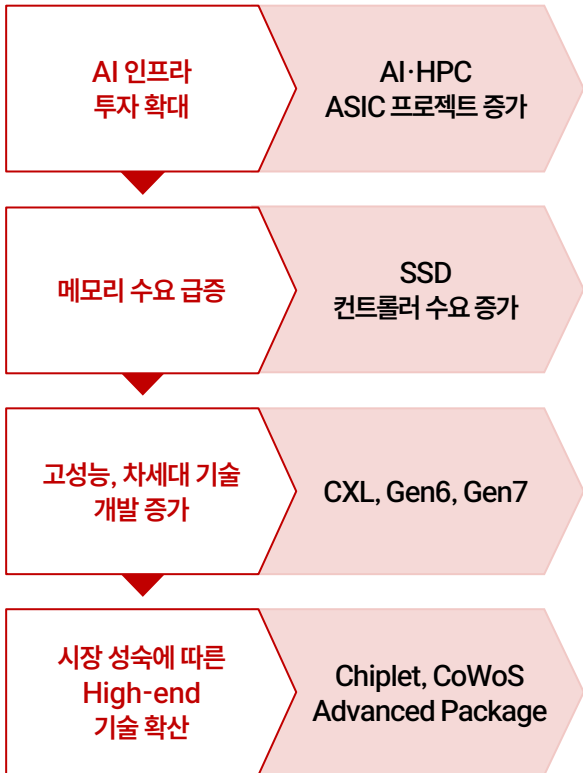 AI 인프라
투자 확대
AI·HPC
ASIC 프로젝트 증가
메모리 수요 급증
SSD
컨트롤러 수요 증가
고성능, 차세대 기술
개발 증가
CXL, Gen6, Gen7
시장 성숙에 따른
High-end
기술 확산
Chiplet, CoWoS
Advanced Package